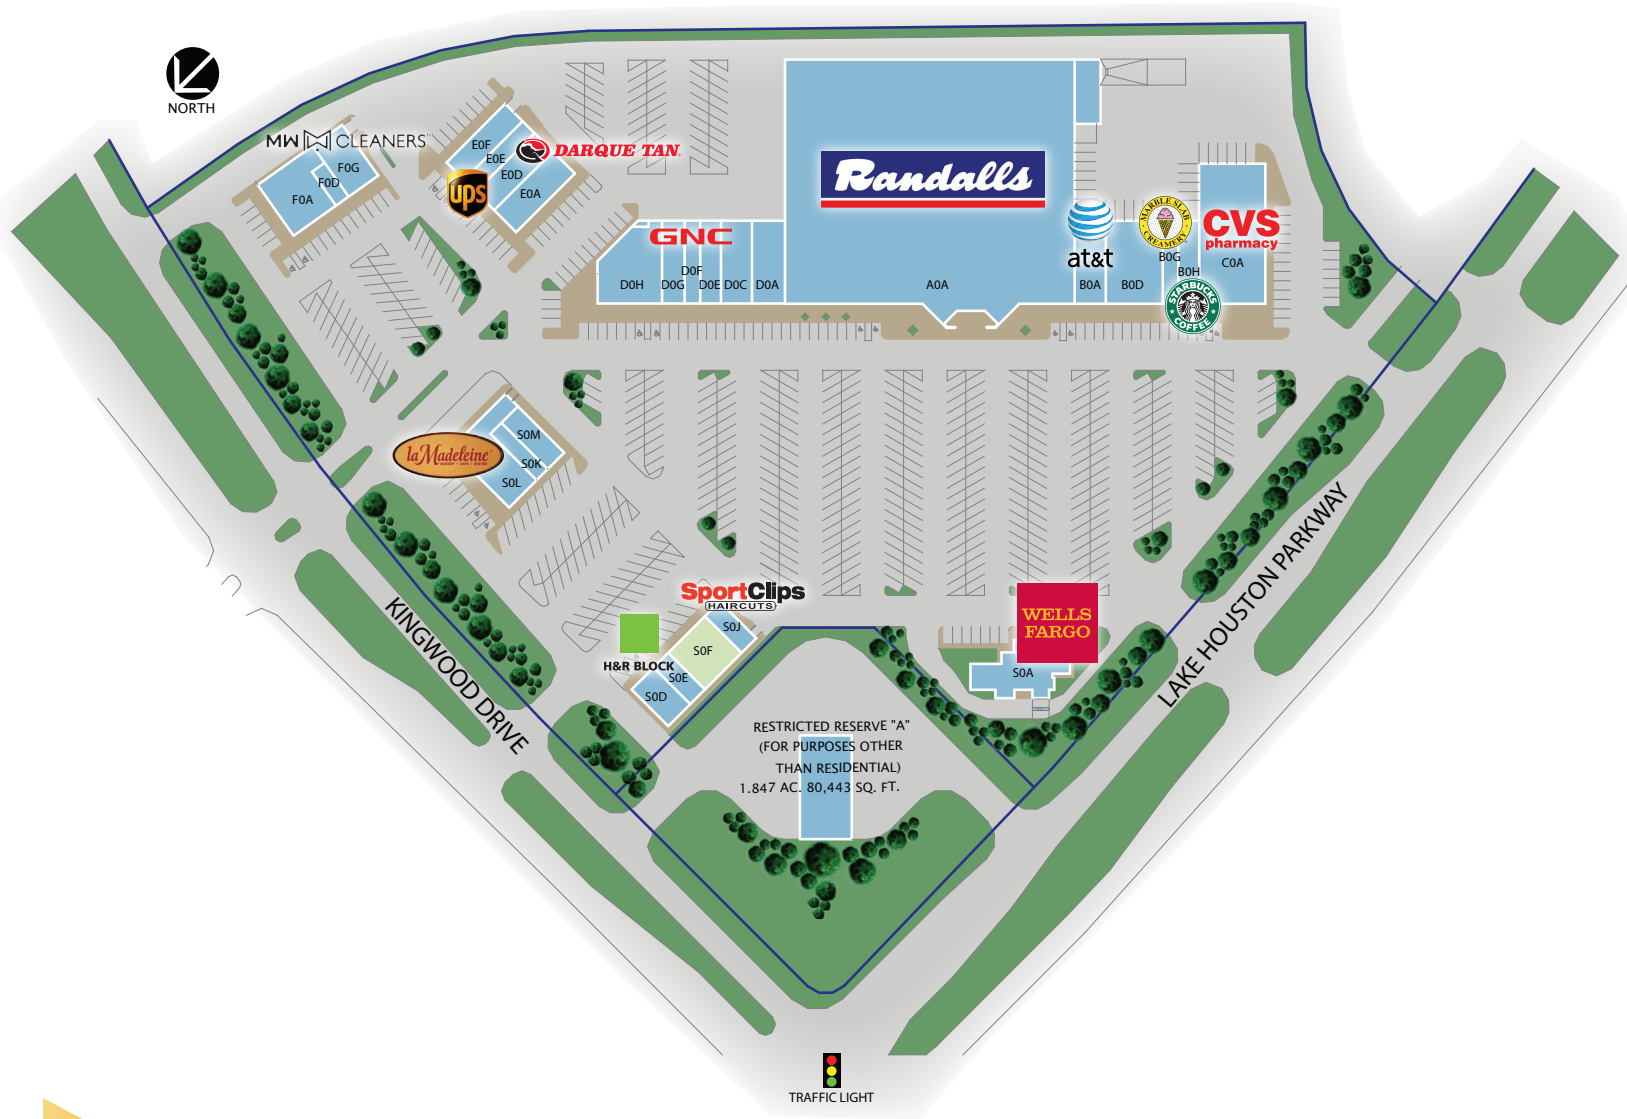 NORTH
MW CLEANERS
F0G
F0D
F0A
E0F
E0E
E0D
E0A
DARQUE TAN
ups
Randalls
GNC
D0H
D0G
D0F
D0E
D0C
D0A
A0A
at&t
B0A
B0D
MARBLE SLAB
CREAMERY
B0G
B0H
STARBUCKS
COFFEE
CVS
pharmacy
C0A
la Madeleine
S0M
S0K
S0L
SportClips
HAIRCUTS
S0J
S0F
H&R BLOCK
S0E
S0D
WELLS
FARGO
S0A
KINGWOOD DRIVE
LAKE HOUSTON PARKWAY
RESTRICTED RESERVE "A"
(FOR PURPOSES OTHER
THAN RESIDENTIAL)
1.847 AC. 80,443 SQ. FT.
TRAFFIC LIGHT